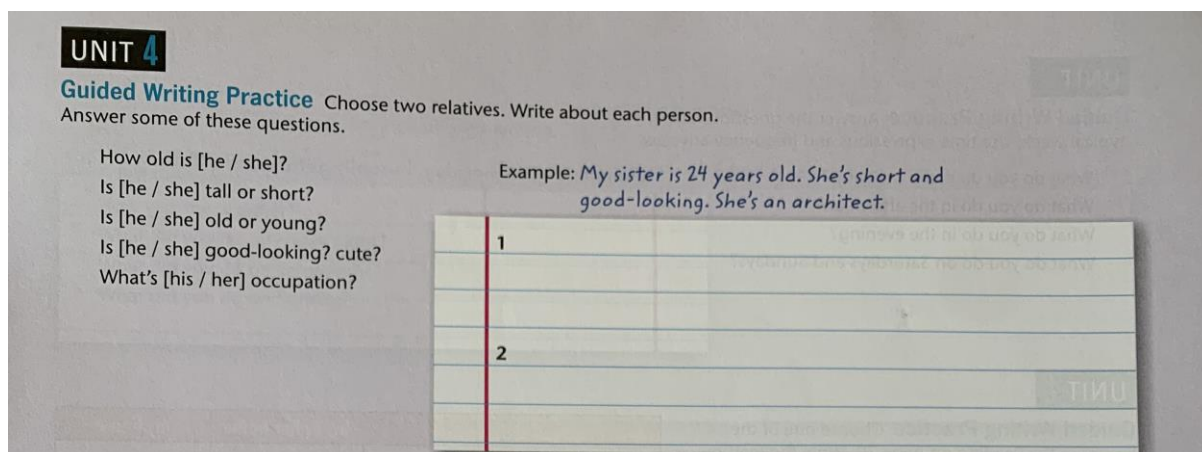 UNIT 4
Guided Writing Practice Choose two relatives. Write about each person.
Answer some of these questions.
How old is [he / she]?
Is [he / she] tall or short?
Is [he / she] old or young?
Is [he / she] good-looking? cute?
What's [his / her] occupation?
Example: My sister is 24 years old. She's short and
good-looking. She's an architect.
1
2